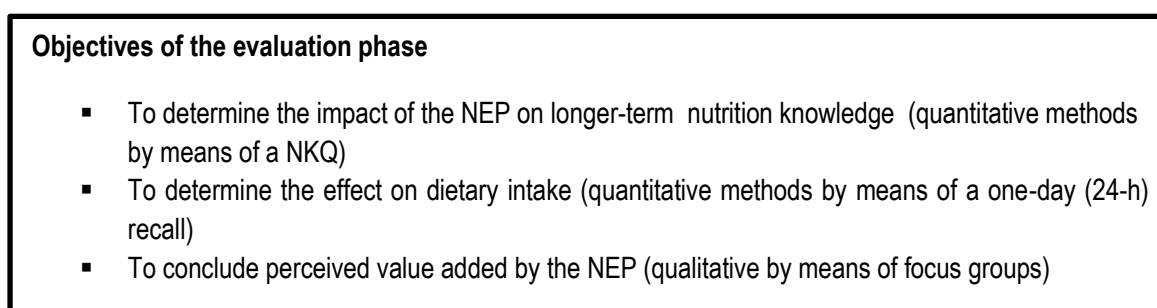 Objectives of the evaluation phase
▪ To determine the impact of the NEP on longer-term nutrition knowledge (quantitative methods
by means of a NKQ)
▪ To determine the effect on dietary intake (quantitative methods by means of a one-day (24-h)
recall)
▪ To conclude perceived value added by the NEP (qualitative by means of focus groups)